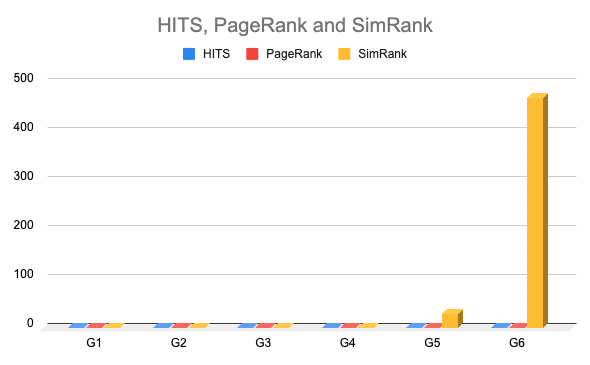 HITS, PageRank and SimRank
HITS PageRank SimRank
500
400
300
200
100
0
G1 G2 G3 G4 G5 G6